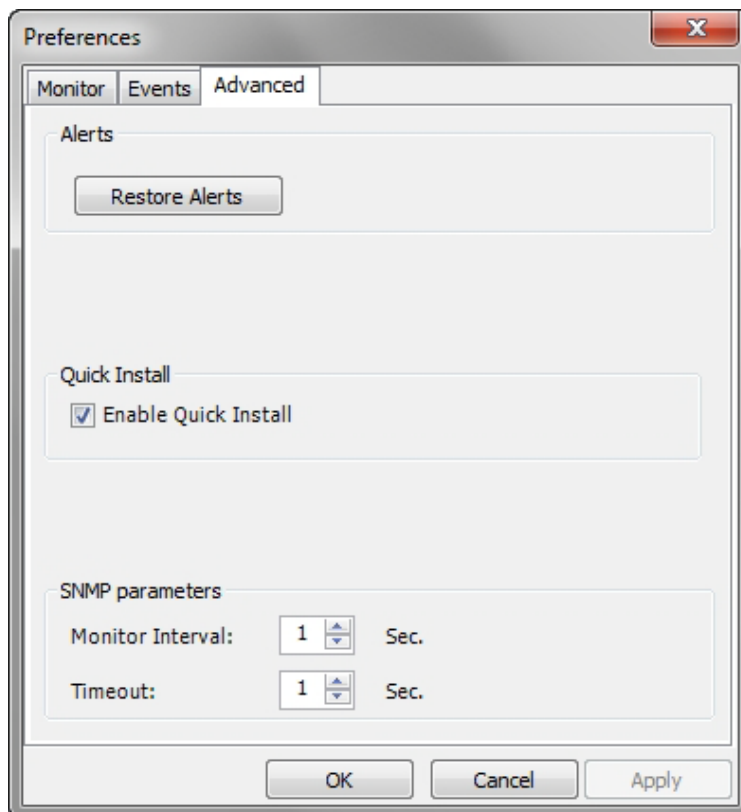 Preferences
Monitor Events Advanced
Alerts
Restore Alerts
Quick Install
Enable Quick Install
SNMP parameters
Monitor Interval: 1 Sec.
Timeout: 1 Sec.
OK Cancel Apply